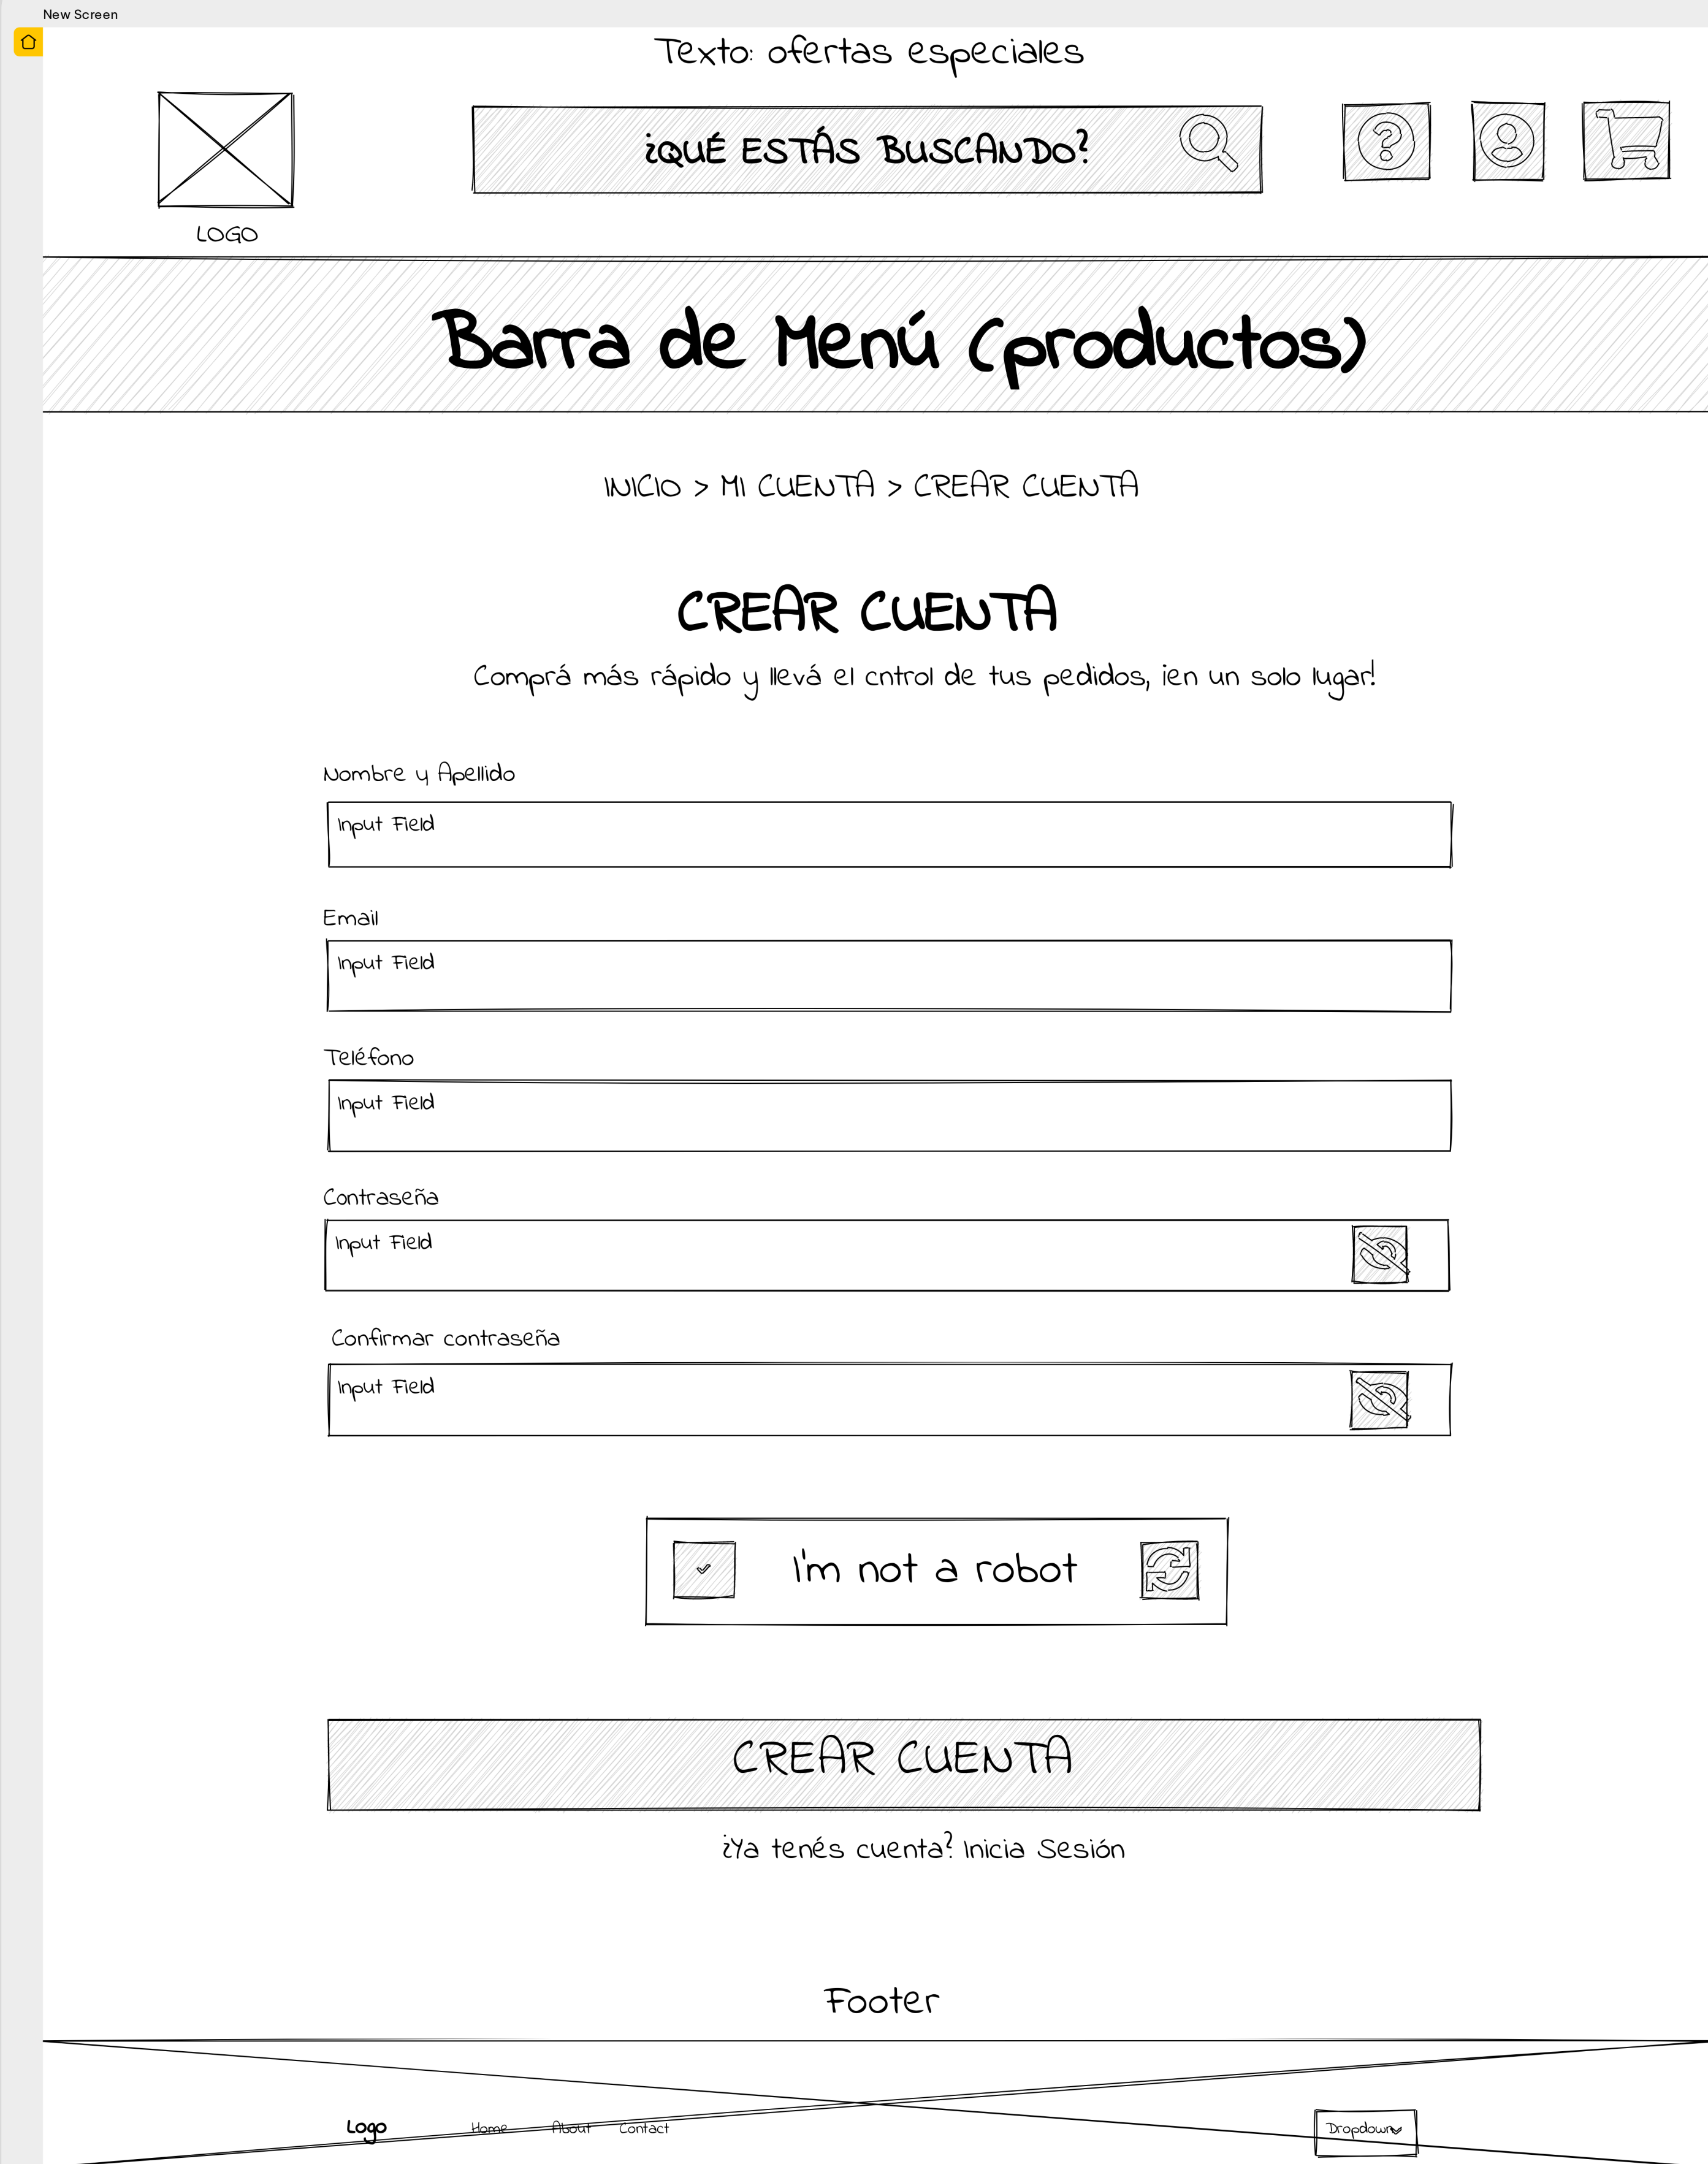 New Screen
Texto: ofertas especiales
¿QUÉ ESTÁS BUSCANDO?
LOGO
Barra de Menú (productos)
INICIO > MI CUENTA > CREAR CUENTA
CREAR CUENTA
Comprá más rápido y llevá el cntrol de tus pedidos, ¡en un solo lugar!
Nombre y Apellido
Input Field
Email
Input Field
Teléfono
Input Field
Contraseña
Input Field
Confirmar contraseña
Input Field
I'm not a robot
CREAR CUENTA
¿Ya tenés cuenta? Inicia Sesión
Footer
Logo Home About Contact Dropdown